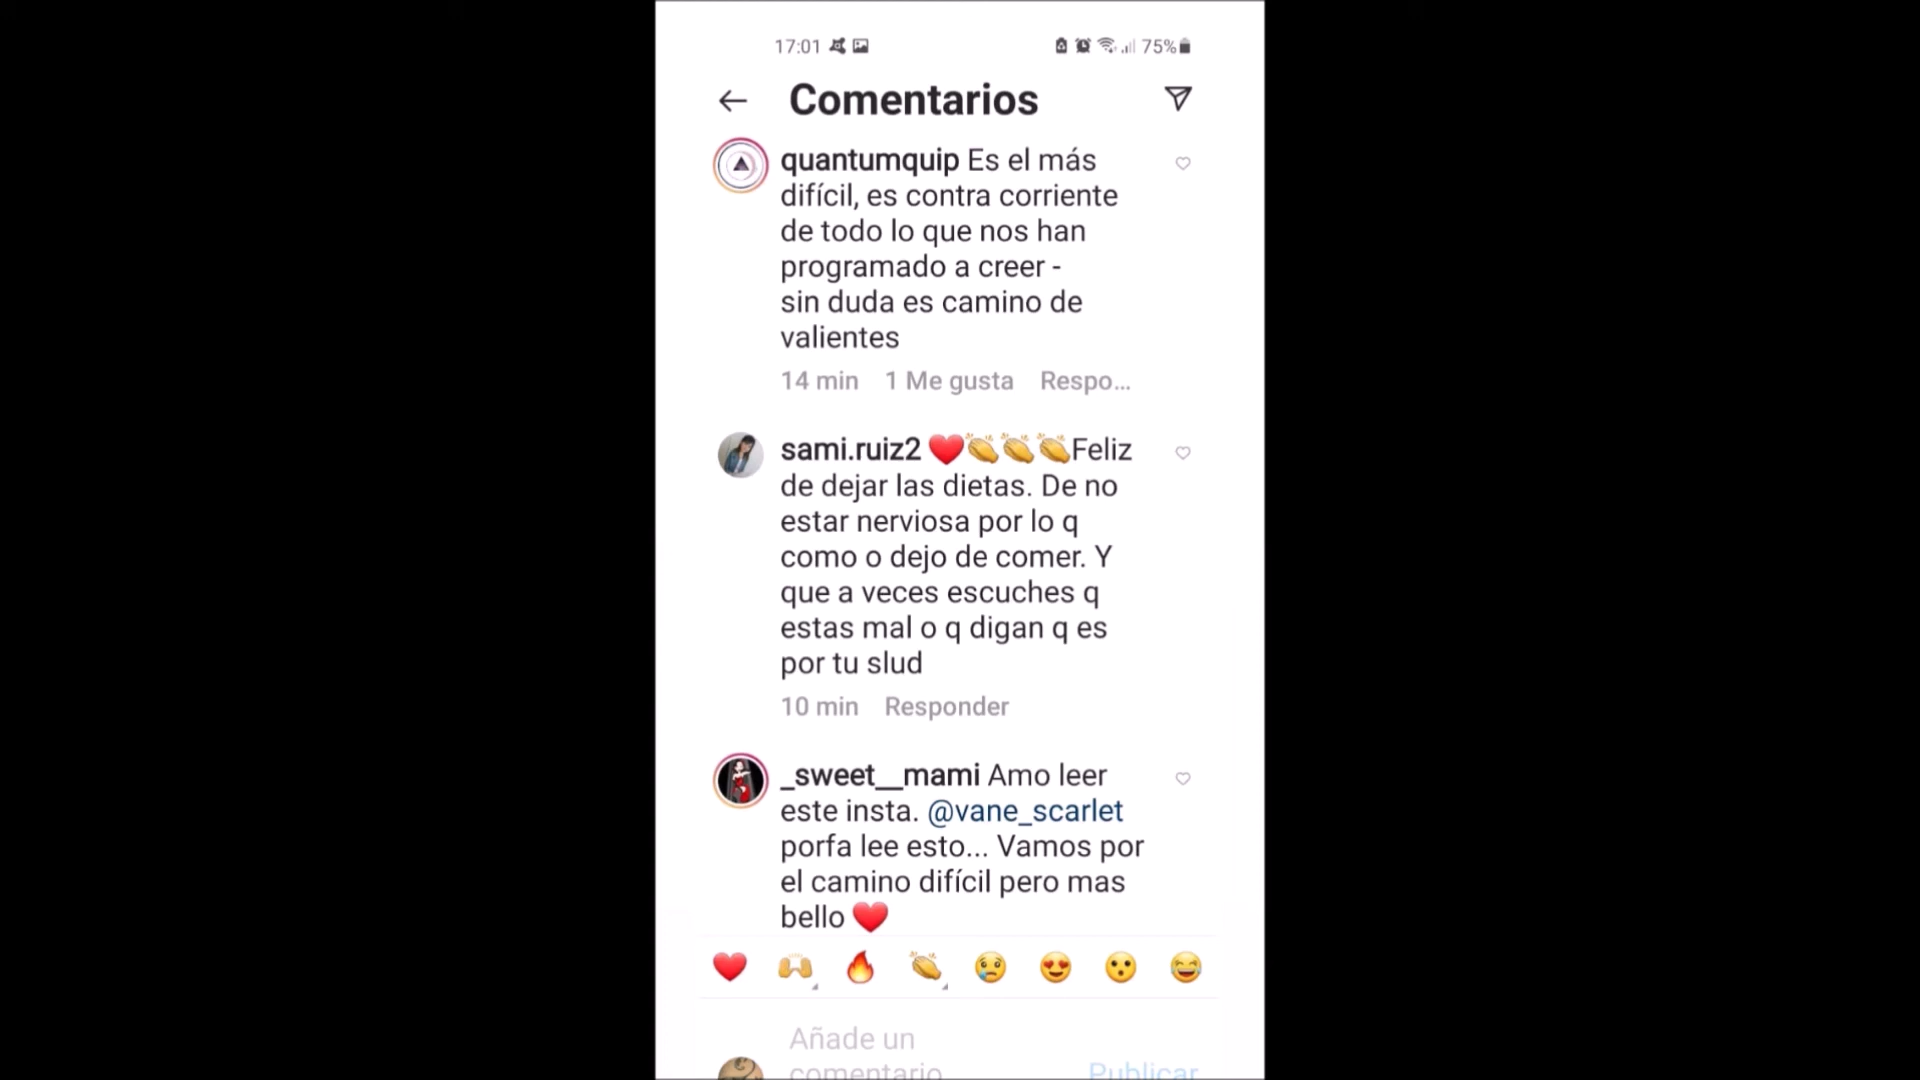 17:01 75%
Comentarios
quantumquip Es el más
difícil, es contra corriente
de todo lo que nos han
programado a creer -
sin duda es camino de
valientes
14 min 1 Me gusta Respo...
sami.ruiz2 ❤️👏👏👏Feliz
de dejar las dietas. De no
estar nerviosa por lo q
como o dejo de comer. Y
que a veces escuches q
estas mal o q digan q es
por tu slud
10 min Responder
_sweet__mami Amo leer
este insta. @vane_scarlet
porfa lee esto... Vamos por
el camino difícil pero mas
bello ❤️
❤️ 🙌 🔥 👏 😢 😍 😮 😂
Añade un
comentario Publicar